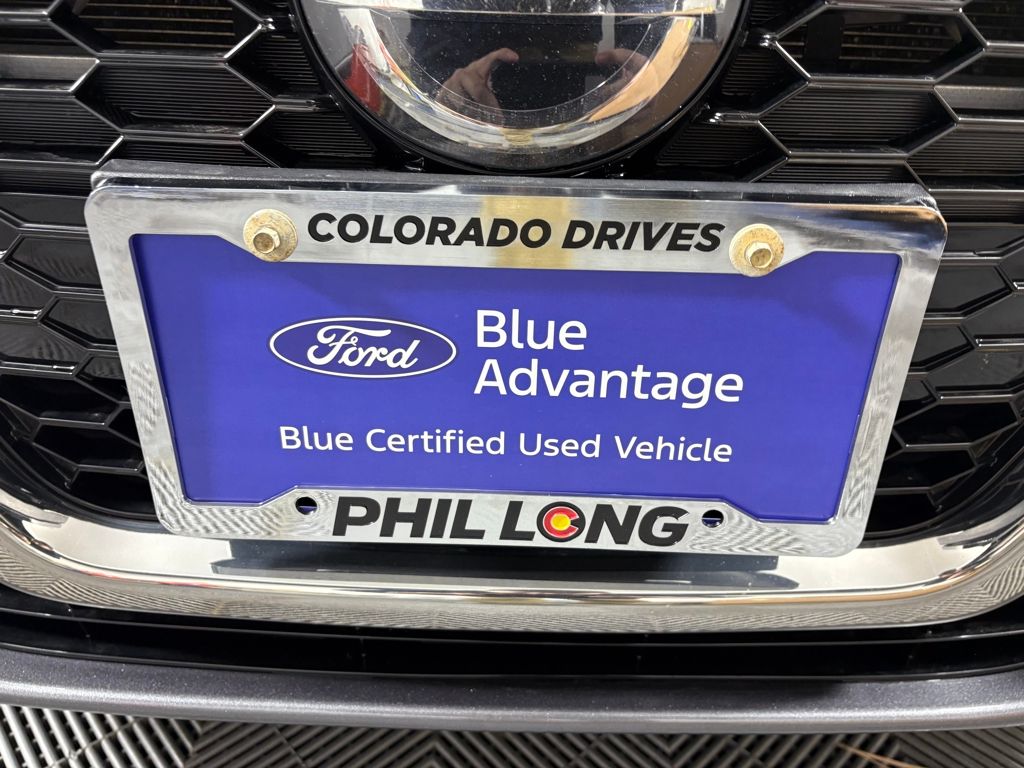 COLORADO DRIVES
Ford
Blue
Advantage
Blue Certified Used Vehicle
PHIL LONG